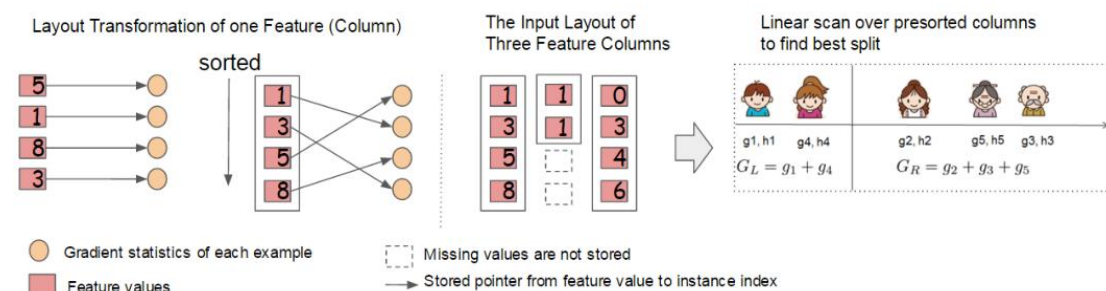 Layout Transformation of one Feature (Column)
sorted
5
1
8
3
1
3
5
8
The Input Layout of
Three Feature Columns
1
3
5
8
1
1
0
3
4
6
Linear scan over presorted columns
to find best split
g1, h1 g4, h4 g2, h2 g5, h5 g3, h3
G_L = g_1 + g_4 G_R = g_2 + g_3 + g_5
Gradient statistics of each example
Feature values
Missing values are not stored
Stored pointer from feature value to instance index